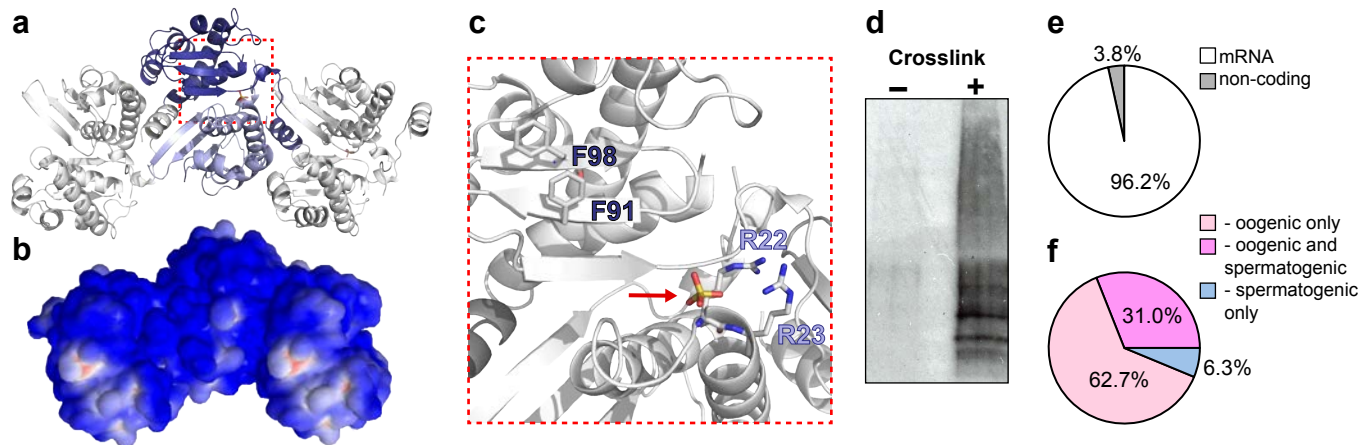 a
b
c
F98
F91
R22
R23
d
Crosslink
– +
e
3.8%
96.2%
mRNA
non-coding
f
31.0%
62.7%
6.3%
- oogenic only
- oogenic and
spermatogenic
- spermatogenic
only